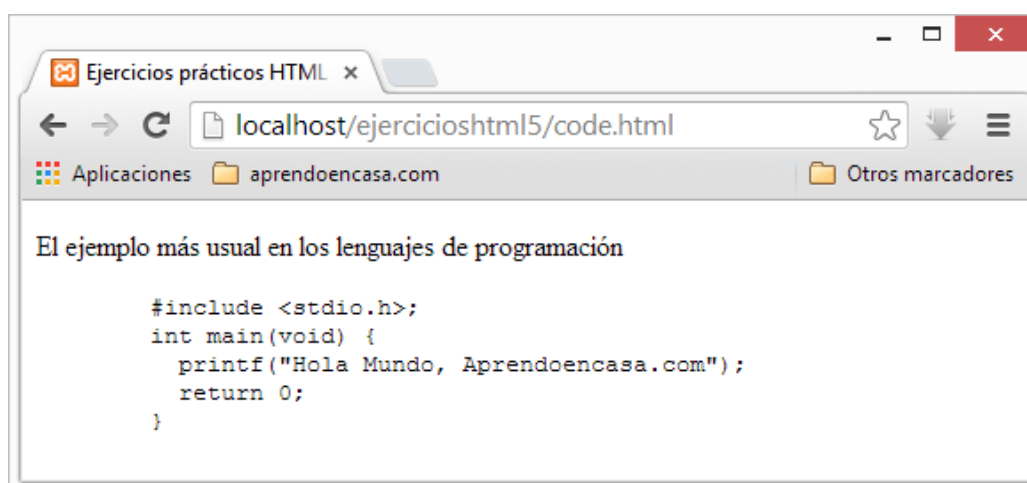 Ejercicios prácticos HTML
localhost/ejercicioshtml5/code.html
Aplicaciones aprendoencasa.com Otros marcadores
El ejemplo más usual en los lenguajes de programación
#include <stdio.h>;
int main(void) {
  printf("Hola Mundo, Aprendoencasa.com");
  return 0;
}